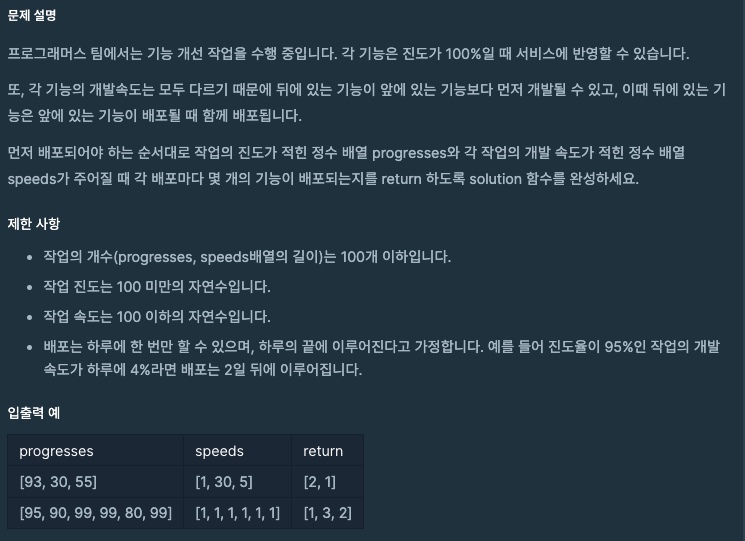 문제 설명
프로그래머스 팀에서는 기능 개선 작업을 수행 중입니다. 각 기능은 진도가 100%일 때 서비스에 반영할 수 있습니다.
또, 각 기능의 개발속도는 모두 다르기 때문에 뒤에 있는 기능이 앞에 있는 기능보다 먼저 개발될 수 있고, 이때 뒤에 있는 기
능은 앞에 있는 기능이 배포될 때 함께 배포됩니다.
먼저 배포되어야 하는 순서대로 작업의 진도가 적힌 정수 배열 progresses와 각 작업의 개발 속도가 적힌 정수 배열
speeds가 주어질 때 각 배포마다 몇 개의 기능이 배포되는지를 return 하도록 solution 함수를 완성하세요.
제한 사항
• 작업의 개수(progresses, speeds배열의 길이)는 100개 이하입니다.
• 작업 진도는 100 미만의 자연수입니다.
• 작업 속도는 100 이하의 자연수입니다.
• 배포는 하루에 한 번만 할 수 있으며, 하루의 끝에 이루어진다고 가정합니다. 예를 들어 진도율이 95%인 작업의 개발
속도가 하루에 4%라면 배포는 2일 뒤에 이루어집니다.
입출력 예
progresses speeds return
[93, 30, 55] [1, 30, 5] [2, 1]
[95, 90, 99, 99, 80, 99] [1, 1, 1, 1, 1, 1] [1, 3, 2]